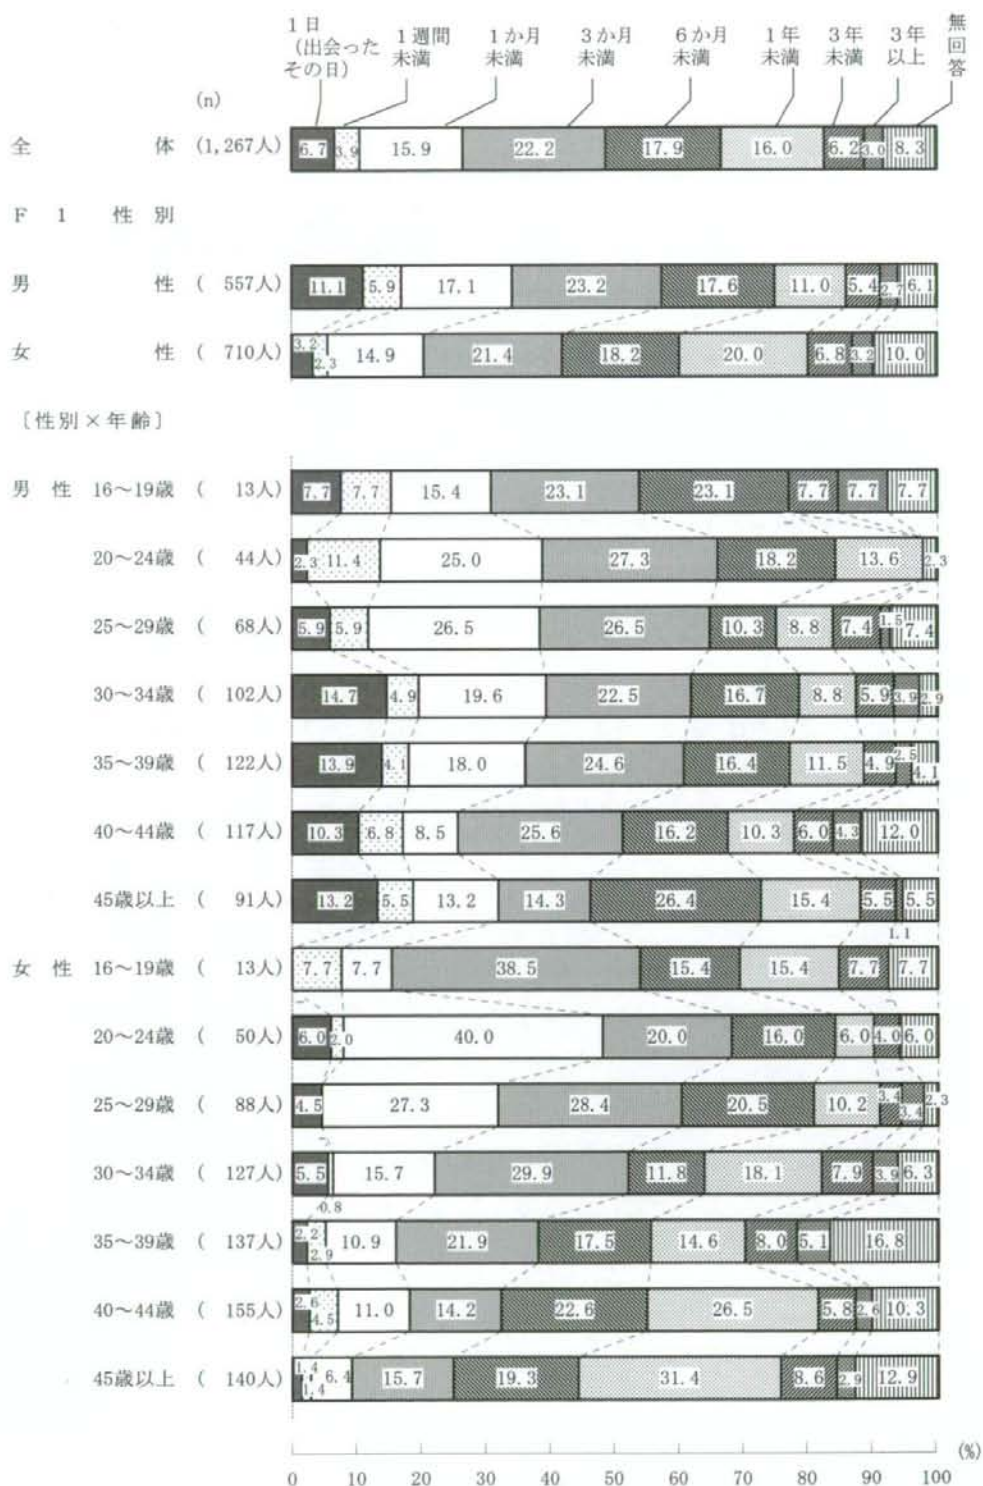 1日
(出会った
その日)
1週間
未満
1か月
未満
3か月
未満
6か月
未満
1年
未満
3年
未満
3年
以上
無回答
(n)
全体 (1,267人) 6.7 3.9 15.9 22.2 17.9 16.0 6.2 3.0 8.3
F1 性別
男性 (557人) 11.1 5.9 17.1 23.2 17.6 11.0 5.4 2.7 6.1
女性 (710人) 3.2 2.3 14.9 21.4 18.2 20.0 6.8 3.2 10.0
〔性別×年齢〕
男性 16～19歳 (13人) 7.7 7.7 15.4 23.1 23.1 7.7 7.7 7.7
20～24歳 (44人) 2.3 11.4 25.0 27.3 18.2 13.6 2.3
25～29歳 (68人) 5.9 5.9 26.5 26.5 10.3 8.8 7.4 1.5 7.4
30～34歳 (102人) 14.7 4.9 19.6 22.5 16.7 8.8 5.9 3.9 2.9
35～39歳 (122人) 13.9 4.1 18.0 24.6 16.4 11.5 4.9 2.5 4.1
40～44歳 (117人) 10.3 6.8 8.5 25.6 16.2 10.3 6.0 4.3 12.0
45歳以上 (91人) 13.2 5.5 13.2 14.3 26.4 15.4 5.5 1.1 5.5
女性 16～19歳 (13人) 7.7 7.7 38.5 15.4 15.4 7.7 7.7
20～24歳 (50人) 6.0 2.0 40.0 20.0 16.0 6.0 4.0 6.0
25～29歳 (88人) 4.5 27.3 28.4 20.5 10.2 3.4 3.4 2.3
30～34歳 (127人) 5.5 0.8 15.7 29.9 11.8 18.1 7.9 3.9 6.3
35～39歳 (137人) 2.2 2.9 10.9 21.9 17.5 14.6 8.0 5.1 16.8
40～44歳 (155人) 2.6 4.5 11.0 14.2 22.6 26.5 5.8 2.6 10.3
45歳以上 (140人) 1.4 1.4 6.4 15.7 19.3 31.4 8.6 2.9 12.9
0 10 20 30 40 50 60 70 80 90 100 (%)